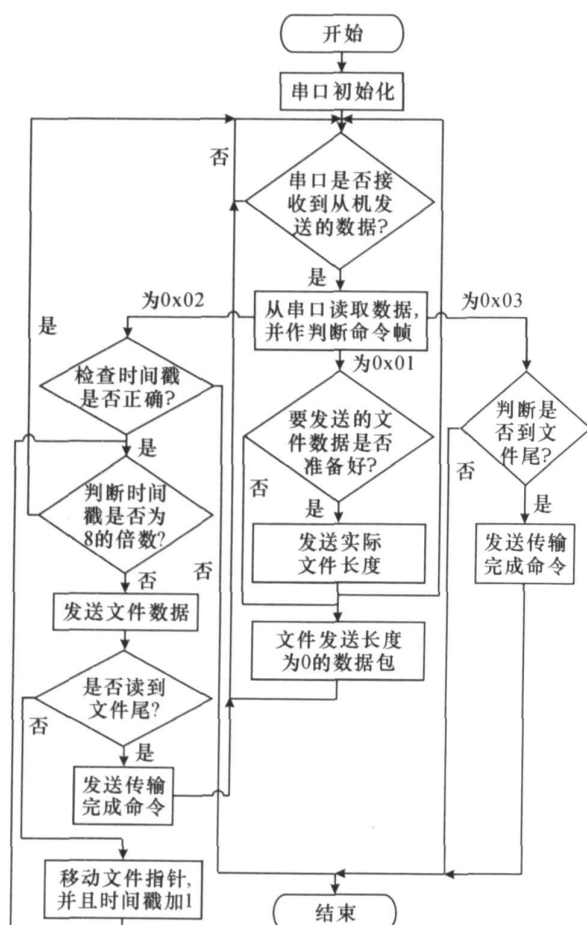 开始
串口初始化
否
串口是否接
收到从机发
送的数据?
是
为0x02
从串口读取数据,
并作判断命令帧
为0x03
是
为0x01
检查时间戳
是否正确?
要发送的文
件数据是否
准备好?
判断是
否到文
件尾?
是
否
否
判断时间
戳是否为
8的倍数?
是
是
发送实际
文件长度
发送传输
完成命令
否
否
发送文件数据
文件发送长度
为0的数据包
是否读到
文件尾?
否
是
发送传输
完成命令
移动文件指针,
并且时间戳加1
结束